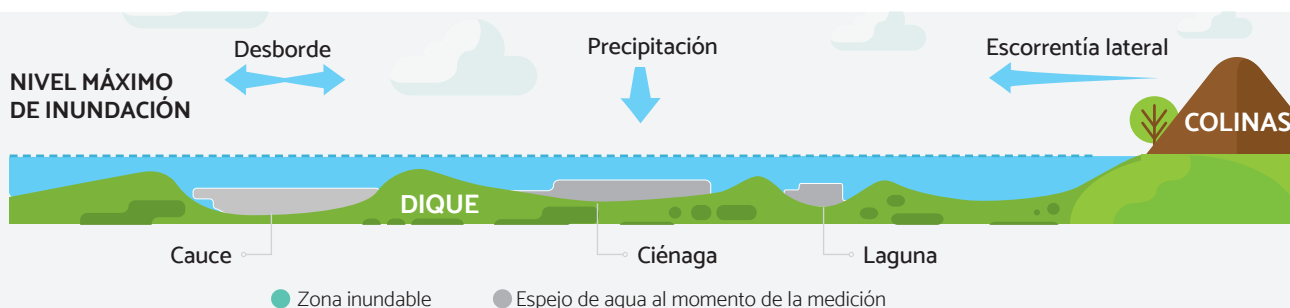 Desborde
Precipitación
Escorrentía lateral
NIVEL MÁXIMO
DE INUNDACIÓN
COLINAS
DIQUE
Cauce
Ciénaga
Laguna
Zona inundable
Espejo de agua al momento de la medición